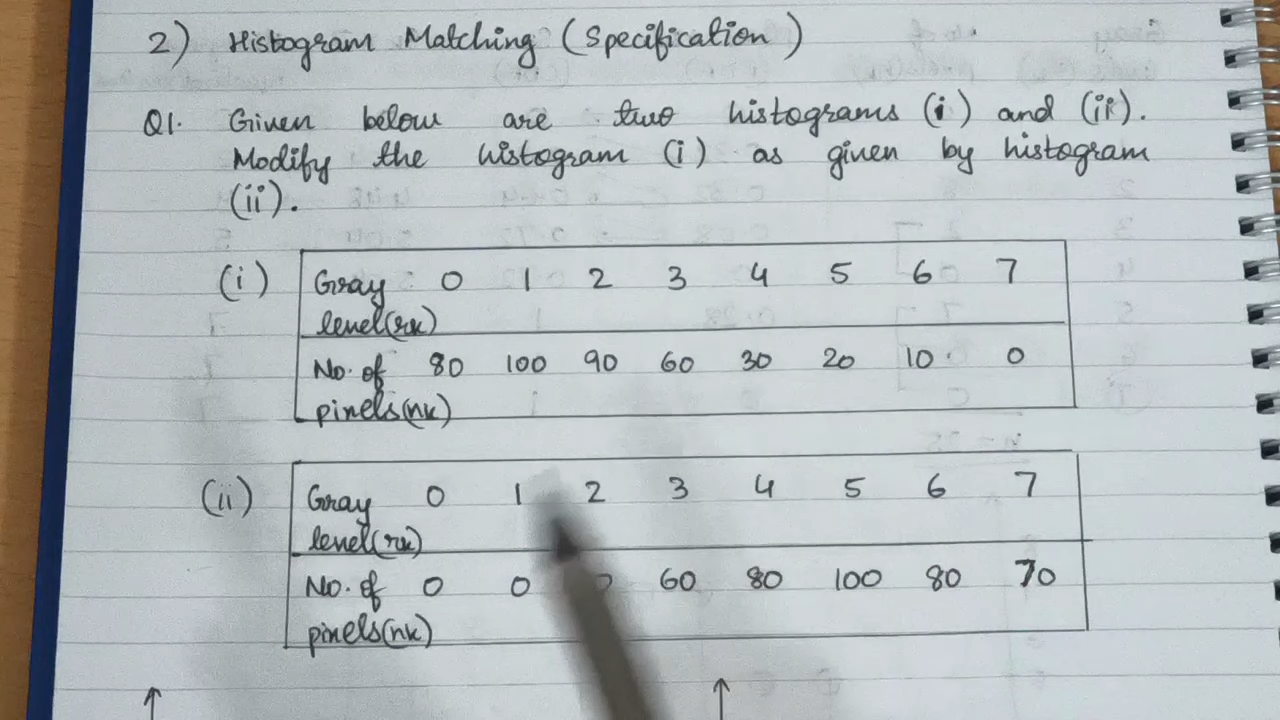 2) Histogram Matching (Specification)
Q1. Given below are two histograms (i) and (ii).
Modify the histogram (i) as given by histogram
(ii).
(i) Gray 0 1 2 3 4 5 6 7
level(rk)
No. of 80 100 90 60 30 20 10 0
pixels(nk)
(ii) Gray 0 1 2 3 4 5 6 7
level(rk)
No. of 0 0 60 80 100 80 70
pixels(nk)